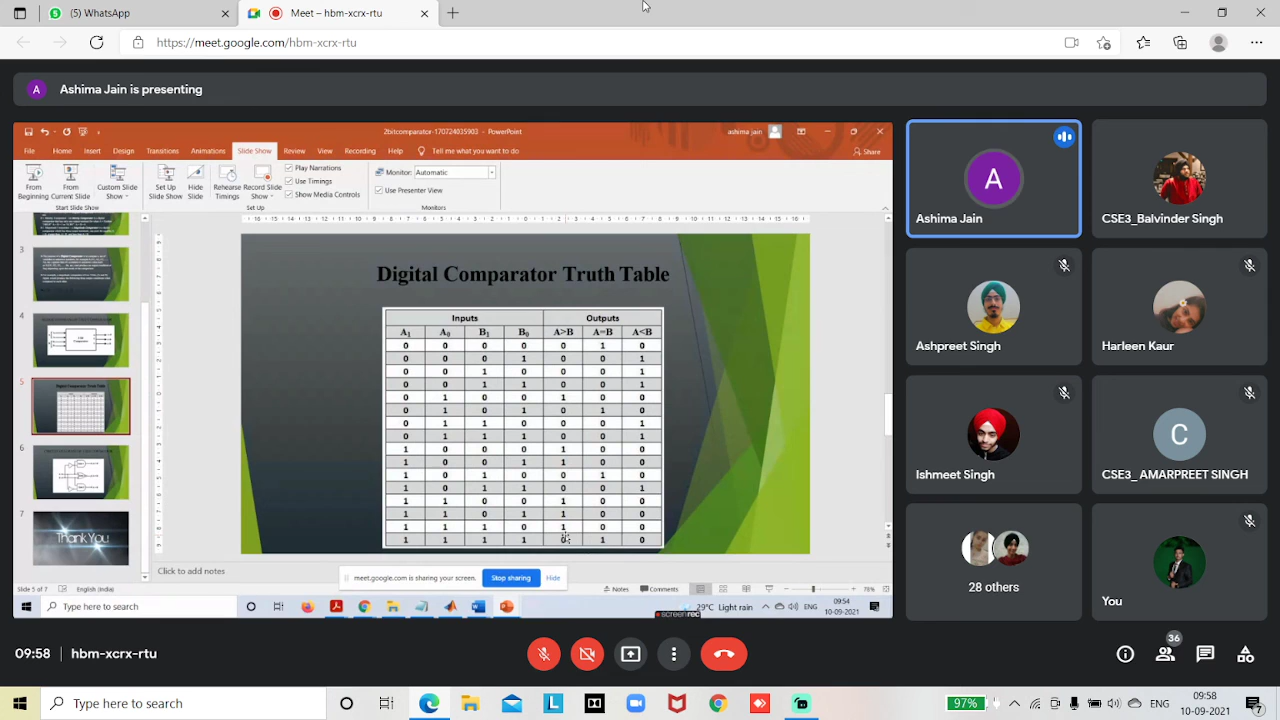 (5) WhatsApp
Meet – hbm-xcrx-rtu
https://meet.google.com/hbm-xcrx-rtu
A
Ashima Jain is presenting
2bitcomparator-170724035903 - PowerPoint
ashima jain
File Home Insert Design Transitions Animations Slide Show Review View Recording Help Tell me what you want to do
Share
From Beginning
From Current Slide
Custom Slide Show
Set Up Slide Show
Hide Slide
Rehearse Timings
Record Slide Show
Play Narrations
Use Timings
Show Media Controls
Monitor: Automatic
Use Presenter View
Start Slide Show
Set Up
Monitors
3
4
5
6
7
Thank You
Digital Comparator Truth Table
Inputs Outputs
A1 A0 B1 B0 A>B A=B A<B
0 0 0 0 0 1 0
0 0 0 1 0 0 1
0 0 1 0 0 0 1
0 0 1 1 0 0 1
0 1 0 0 1 0 0
0 1 0 1 0 1 0
0 1 1 0 0 0 1
0 1 1 1 0 0 1
1 0 0 0 1 0 0
1 0 0 1 1 0 0
1 0 1 0 0 1 0
1 0 1 1 0 0 1
1 1 0 0 1 0 0
1 1 0 1 1 0 0
1 1 1 0 1 0 0
1 1 1 1 0 1 0
Click to add notes
meet.google.com is sharing your screen.
Stop sharing
Hide
Slide 5 of 7
English (India)
Notes
Comments
78%
Type here to search
29°C Light rain
ENG
09:54
10-09-2021
screenrec
A
Ashima Jain
CSE3_Balvinder Singh
Ashpreet Singh
Harleen Kaur
Ishmeet Singh
C
CSE3_AMARPREET SINGH
28 others
You
09:58
hbm-xcrx-rtu
36
Type here to search
97%
ENG
09:58
10-09-2021